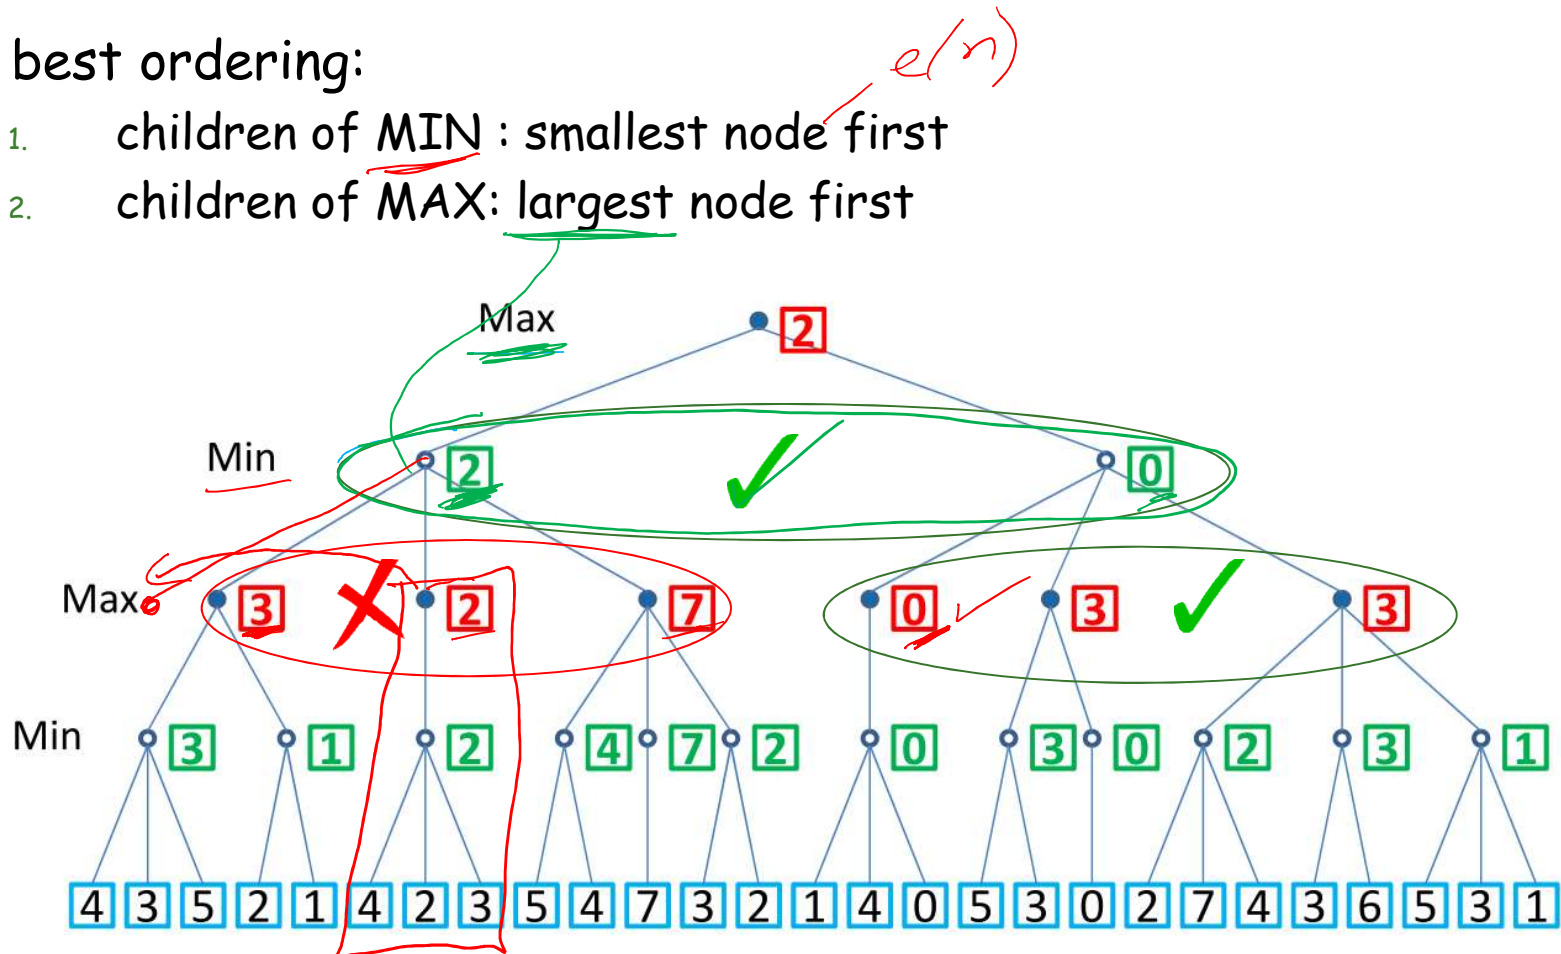 e(n)
best ordering:
1. children of MIN : smallest node first
2. children of MAX: largest node first
Max 2
Min 2 0
Max 3 2 7 0 3 3
Min 3 1 2 4 7 2 0 3 0 2 3 1
4 3 5 2 1 4 2 3 5 4 7 3 2 1 4 0 5 3 0 2 7 4 3 6 5 3 1